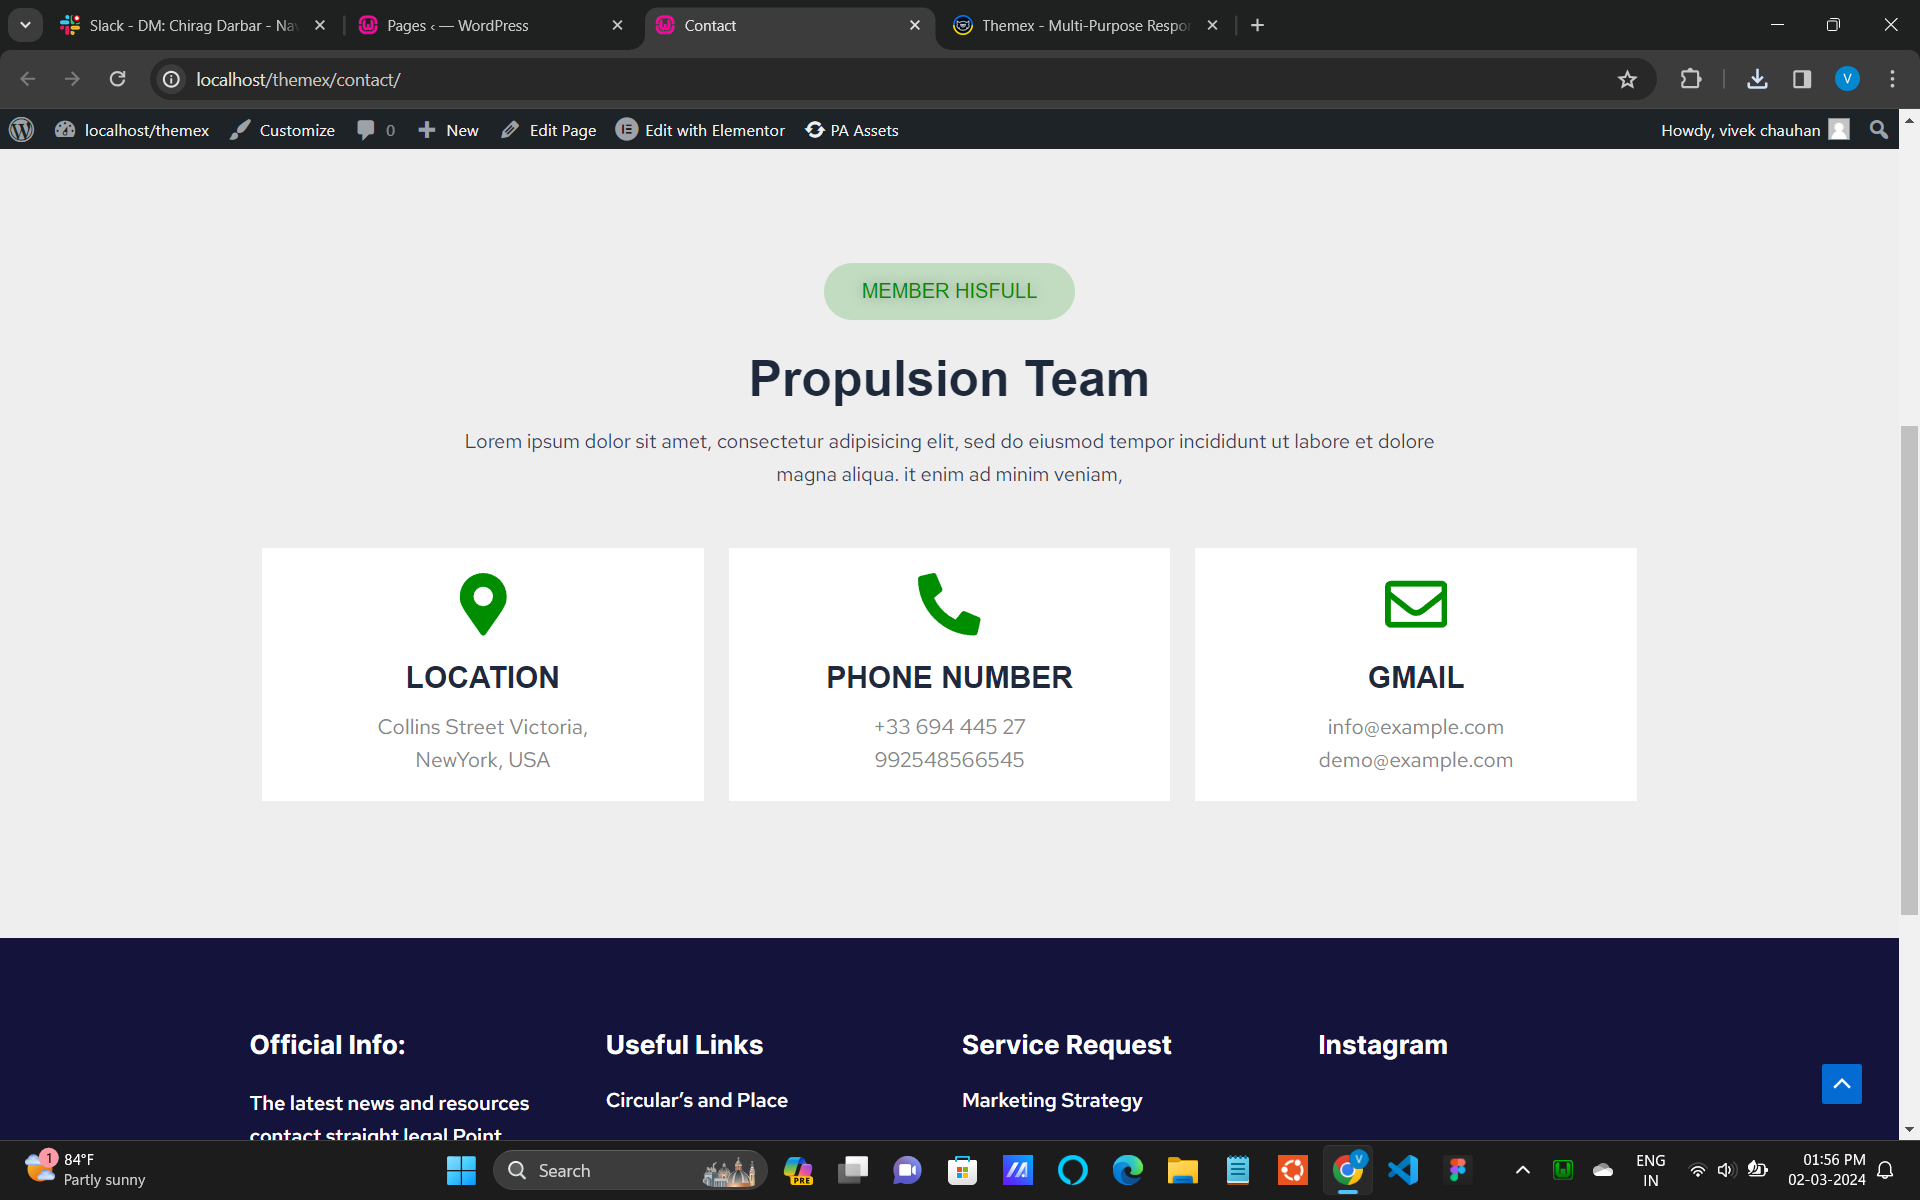 Slack - DM: Chirag Darbar - Na
Pages ‹ — WordPress
Contact
Themex - Multi-Purpose Respo
localhost/themex/contact/
V
localhost/themex
Customize
0
New
Edit Page
Edit with Elementor
PA Assets
Howdy, vivek chauhan
MEMBER HISFULL
Propulsion Team
Lorem ipsum dolor sit amet, consectetur adipisicing elit, sed do eiusmod tempor incididunt ut labore et dolore
magna aliqua. it enim ad minim veniam,
LOCATION
Collins Street Victoria,
NewYork, USA
PHONE NUMBER
+33 694 445 27
992548566545
GMAIL
info@example.com
demo@example.com
Official Info:
The latest news and resources
contact straight legal Point
Useful Links
Circular’s and Place
Service Request
Marketing Strategy
Instagram
1
84°F
Partly sunny
Search
PRE
V
ENG
IN
01:56 PM
02-03-2024